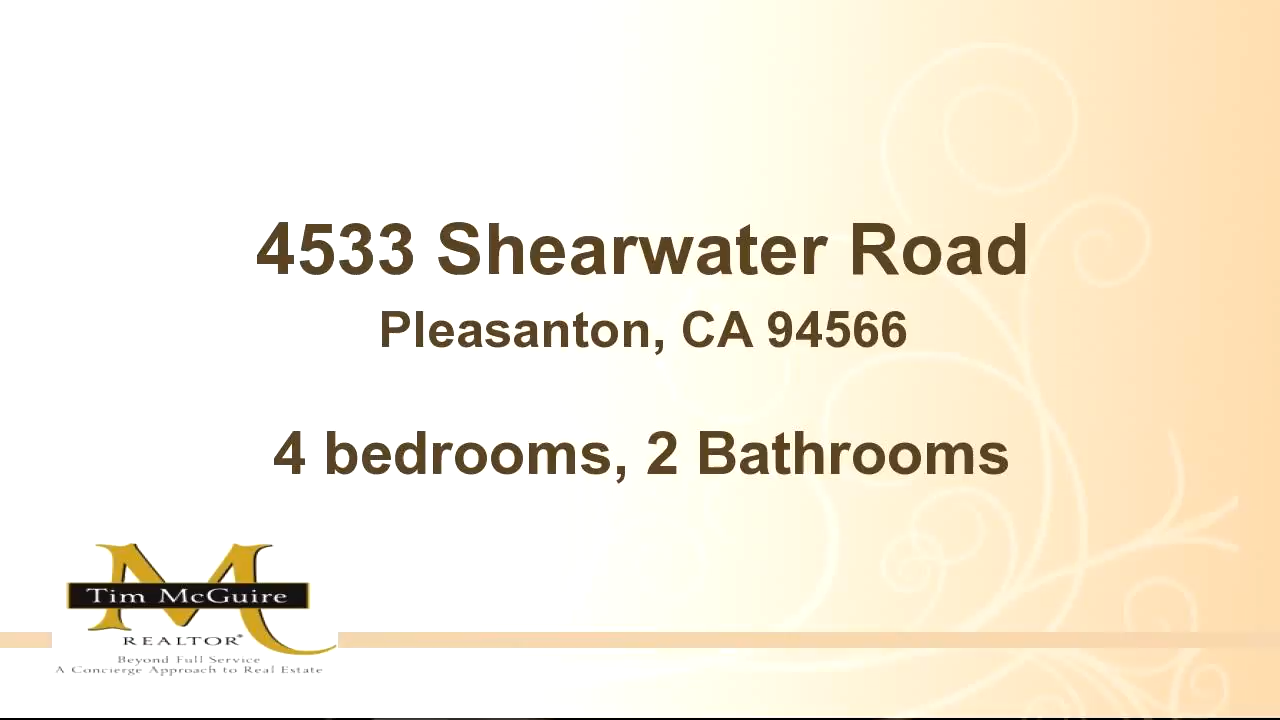 4533 Shearwater Road
Pleasanton, CA 94566
4 bedrooms, 2 Bathrooms
M
Tim McGuire
REALTOR®
Beyond Full Service
A Concierge Approach to Real Estate